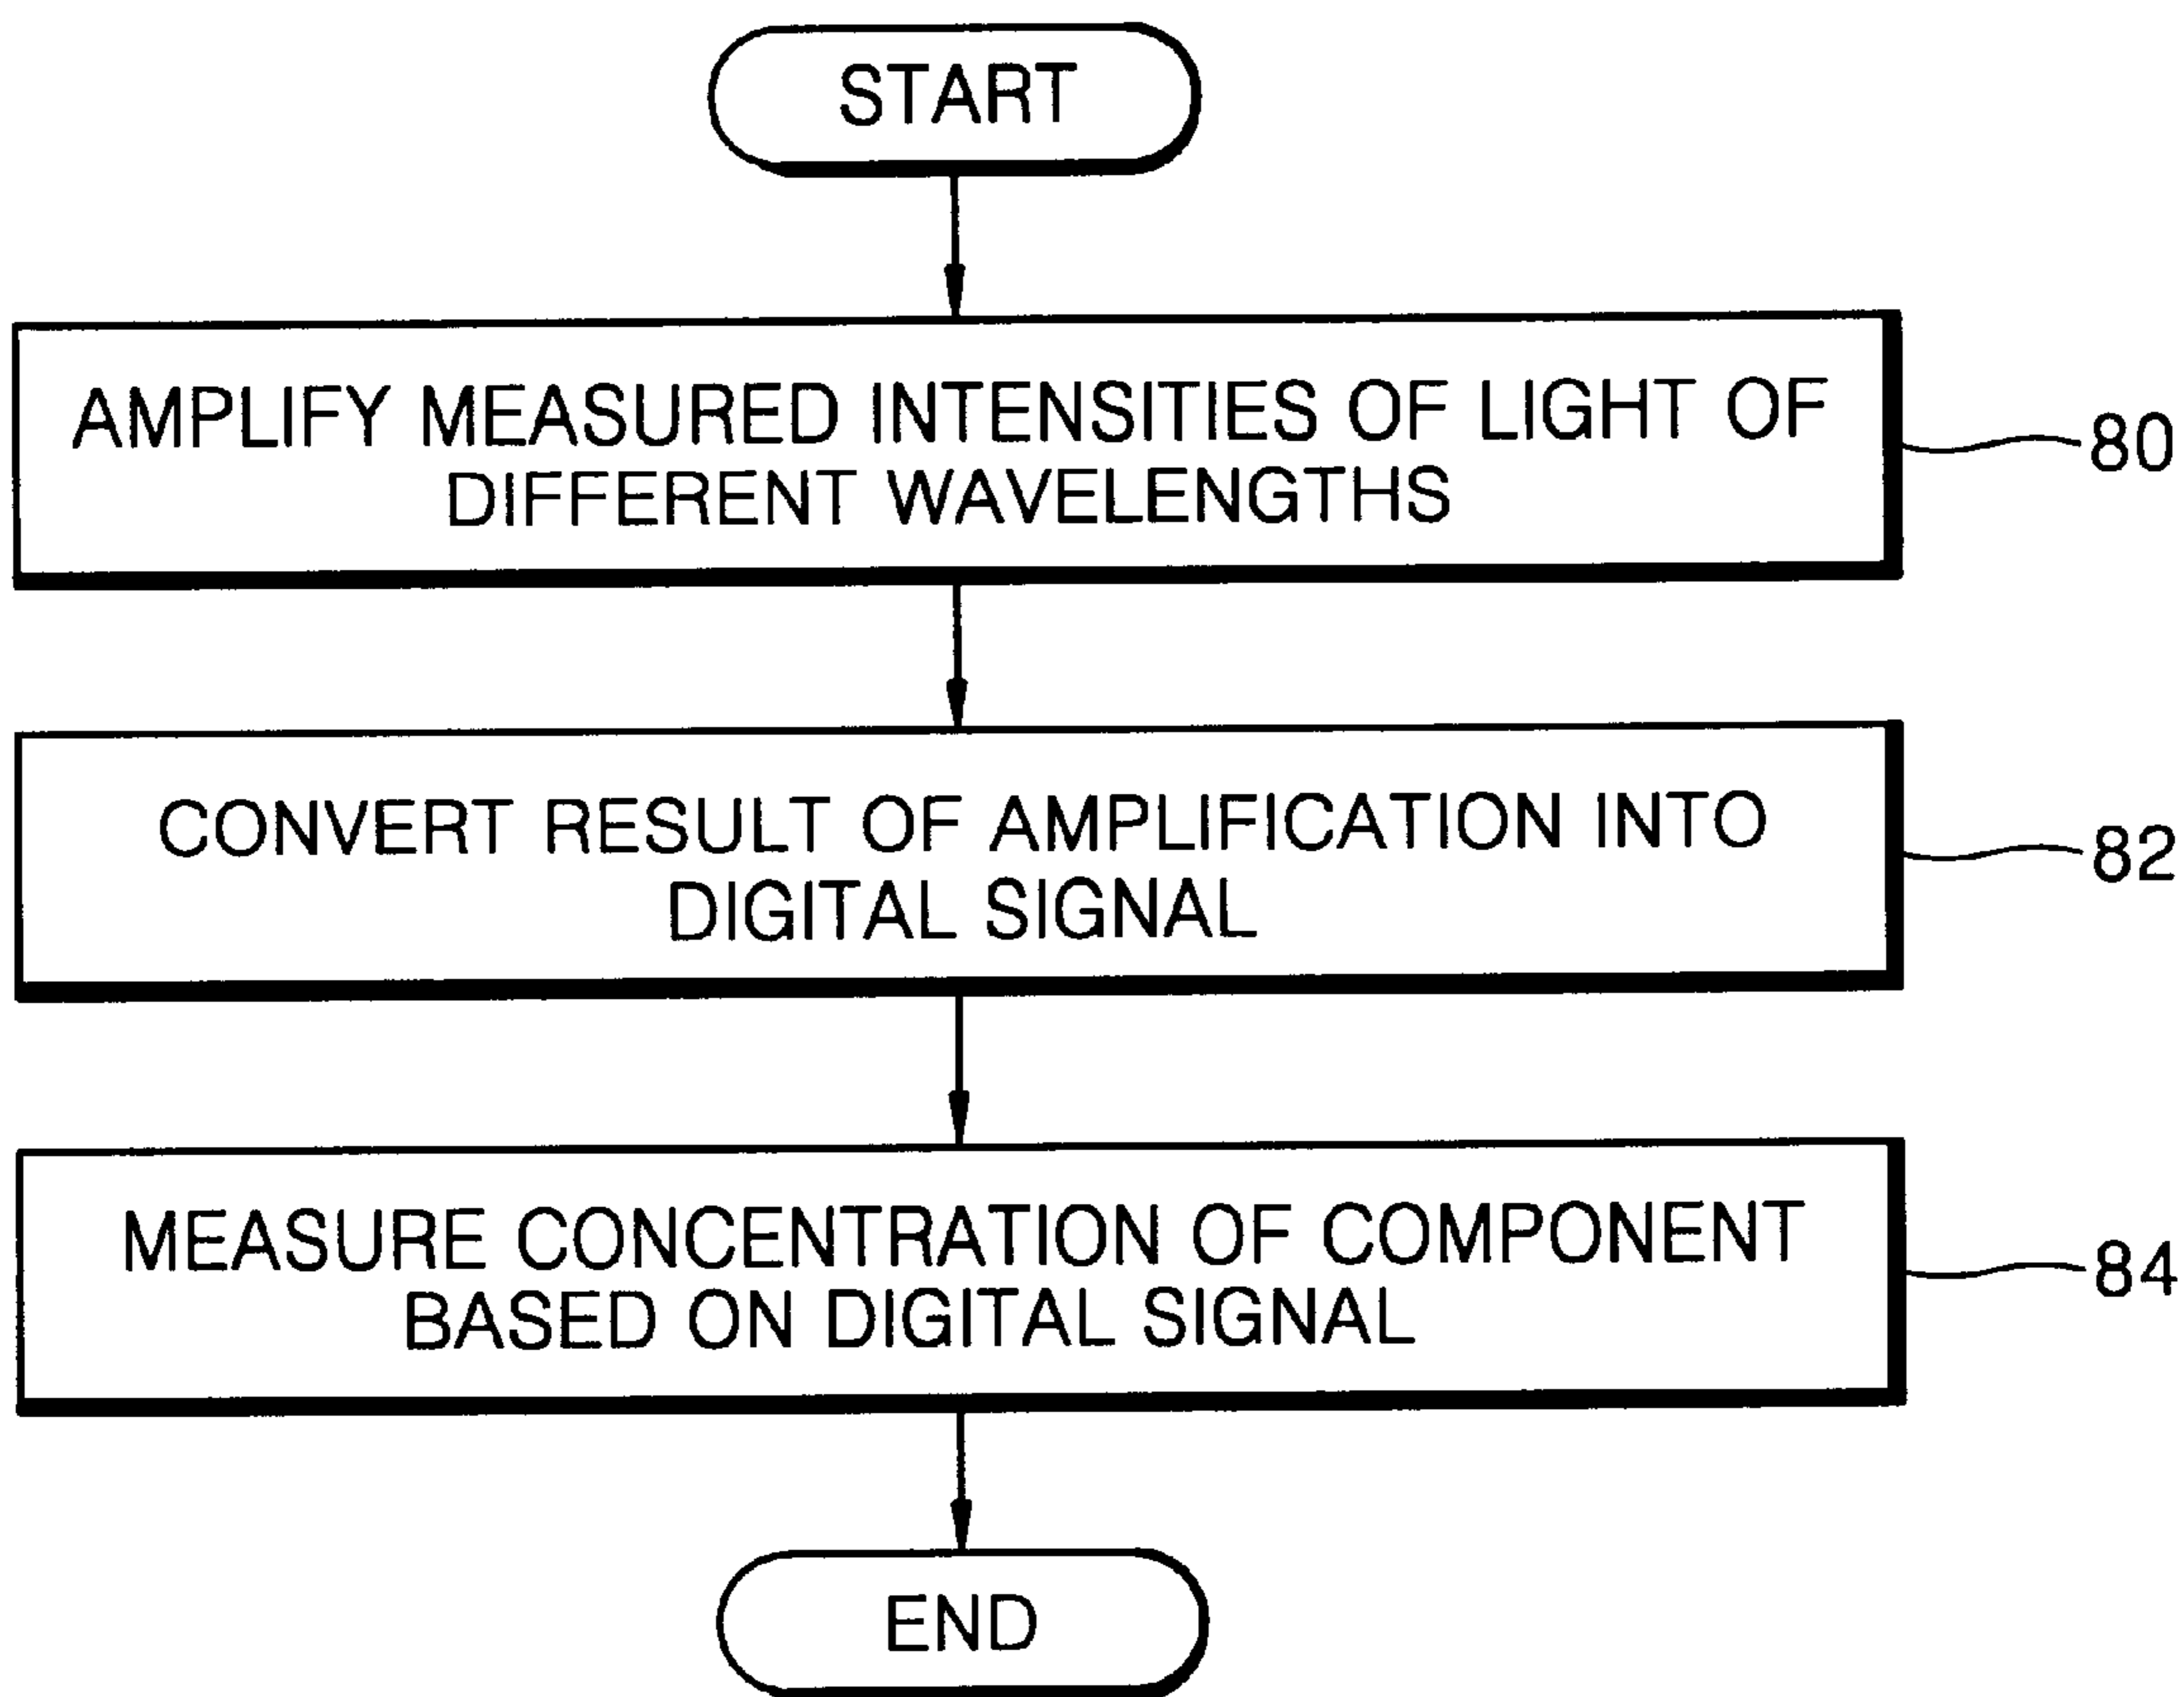 START
AMPLIFY MEASURED INTENSITIES OF LIGHT OF
DIFFERENT WAVELENGTHS
80
CONVERT RESULT OF AMPLIFICATION INTO
DIGITAL SIGNAL
82
MEASURE CONCENTRATION OF COMPONENT
BASED ON DIGITAL SIGNAL
84
END